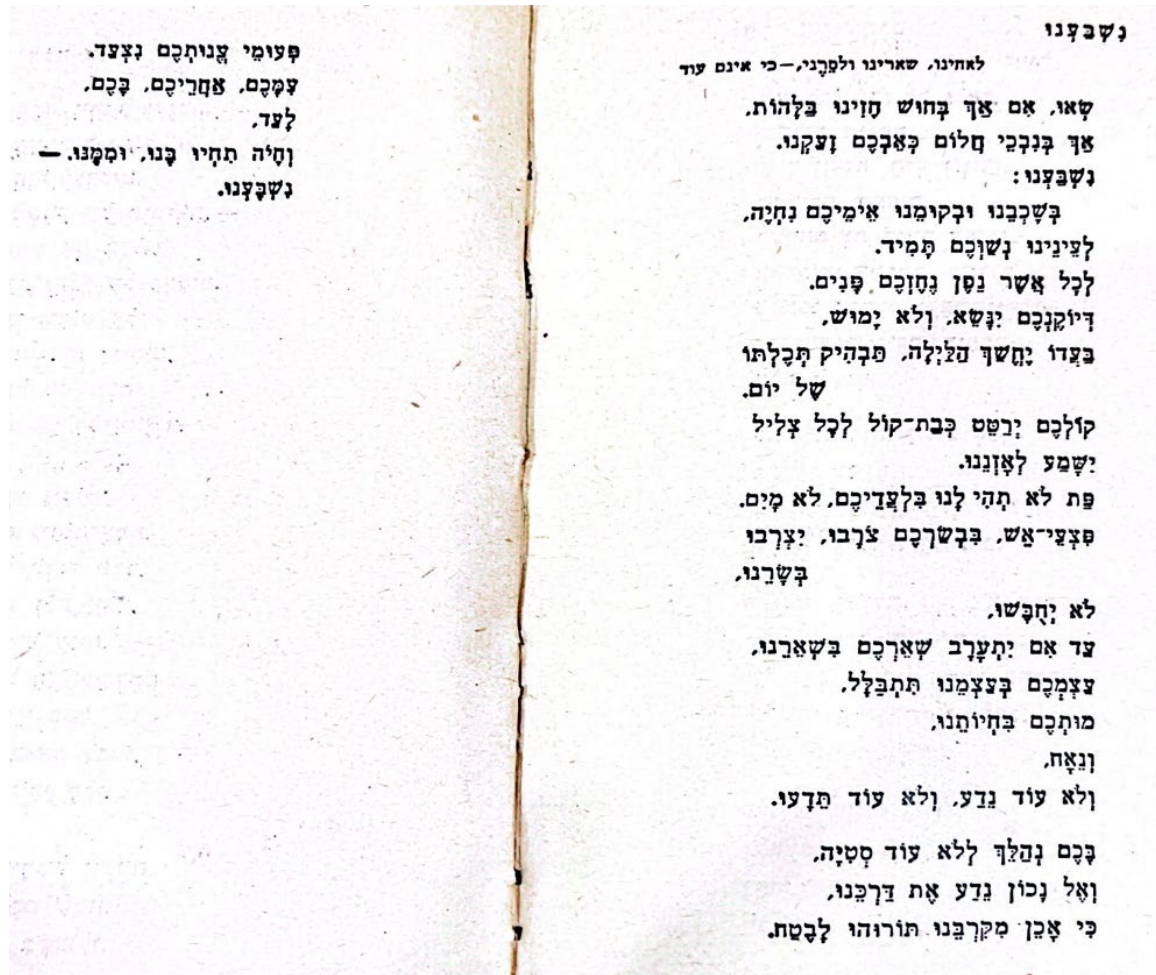 נִשְׁבַּעְנוּ
לאחינו, שארינו ולסרני, – כי אינם עוד
שְׂאוּ, אִם אַךְ בְּחוּשׁ חָזִינוּ בַּלָּהוֹת,
אַךְ בְּנִבְכֵי חֲלוֹם כְּאֵבְכֶם זָעָקְנוּ.
נִשְׁבַּעְנוּ:
בְּשָׁכְבֵנוּ וּבְקוּמֵנוּ אֵימֵיכֶם נִחְיֶה,
לְעֵינֵינוּ נְשַׁוְּכֶם תָּמִיד.
לְכָל אֲשֶׁר נֵפֶן נֶחֶזְכֶם פָּנִים.
דְּיוֹקַנְכֶם יִנָּשֵׂא, וְלֹא יָמוּשׁ,
בַּעֲדוֹ יֶחֱשַׁךְ הַלַּיְלָה, תַּבְהִיק תְּכֶלְתּוֹ
שֶׁל יוֹם.
קוֹלְכֶם יְרַטֵּט כְּבַת־קוֹל לְכָל צְלִיל
יִשָּׁמַע לְאָזְנֵנוּ.
פַּת לֹא תְּהִי לָנוּ בִּלְעֲדֵיכֶם, לֹא מָיִם.
פִּצְעֵי־אֵשׁ, בִּבְשַׂרְכֶם צֹרָבוּ, יִצְרְבוּ
בְּשָׂרֵנוּ,
לֹא יְחֻבָּשׁוּ,
עַד אִם יִתְעָרֵב שְׁאֵרְכֶם בִּשְׁאֵרֵנוּ,
עַצְמְכֶם בְּעַצְמֵנוּ תִּתְבַּלָּל,
מוֹתְכֶם בִּחְיוֹתֵנוּ,
וְנֵאָח,
וְלֹא עוֹד נֵדַע, וְלֹא עוֹד תֵּדָעוּ.
בָּכֶם נְהַלֵּךְ לְלֹא עוֹד סְטִיָּה,
וְאֶל נָכוֹן נֵדַע אֶת דַּרְכֵּנוּ,
כִּי אָכֵן מִקִּרְבֵּנוּ תּוֹרוּהוּ לָבֶטַח.
פְּעוּמֵי עֱנוּתְכֶם נִצְעַד.
עִמָּכֶם, אַחֲרֵיכֶם, בָּכֶם,
לָעַד,
וְחָיֹה תִחְיוּ בָּנוּ, וּמִמֶּנּוּ. —
נִשְׁבָּעְנוּ.